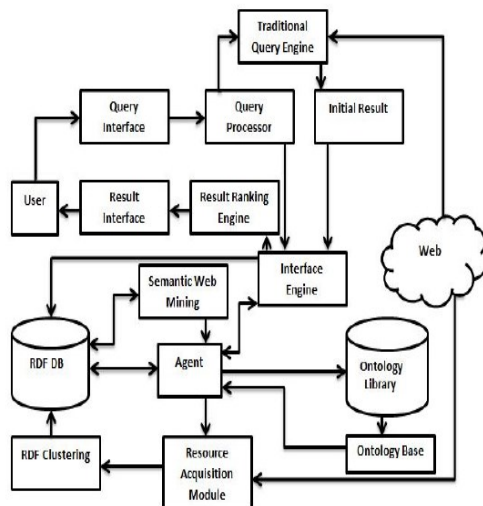 Traditional
Query Engine
Query
Interface
Query
Processor
Initial Result
User
Result
Interface
Result Ranking
Engine
Interface
Engine
Web
Semantic Web
Mining
RDF DB
Agent
Ontology
Library
RDF Clustering
Resource
Acquisition
Module
Ontology Base